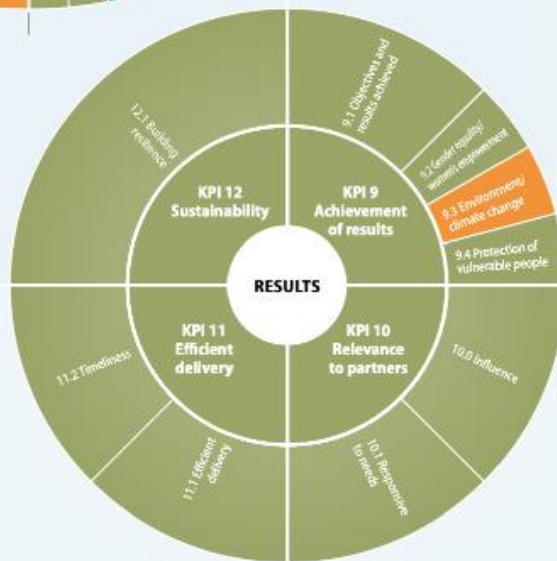 9.1 Objectives and
results achieved
9.2 Gender equality/
women's empowerment
9.3 Environment/
climate change
9.4 Protection of
vulnerable people
12.1 Building
resilience
KPI 12
Sustainability
KPI 9
Achievement
of results
RESULTS
KPI 11
Efficient
delivery
KPI 10
Relevance
to partners
10.0 Influence
10.1 Responsive
to needs
11.1 Efficient
delivery
11.2 Timeliness